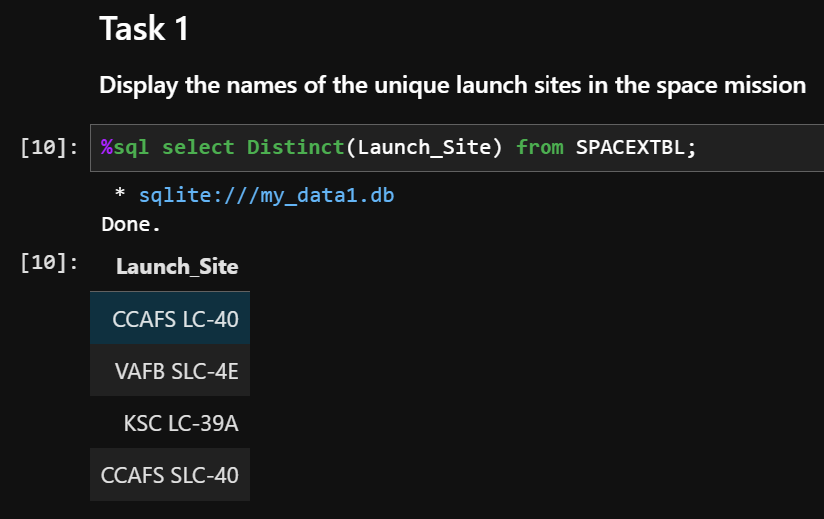 Task 1
Display the names of the unique launch sites in the space mission
[10]: %sql select Distinct(Launch_Site) from SPACEXTBL;
* sqlite:///my_data1.db
Done.
[10]: Launch_Site
CCAFS LC-40
VAFB SLC-4E
KSC LC-39A
CCAFS SLC-40